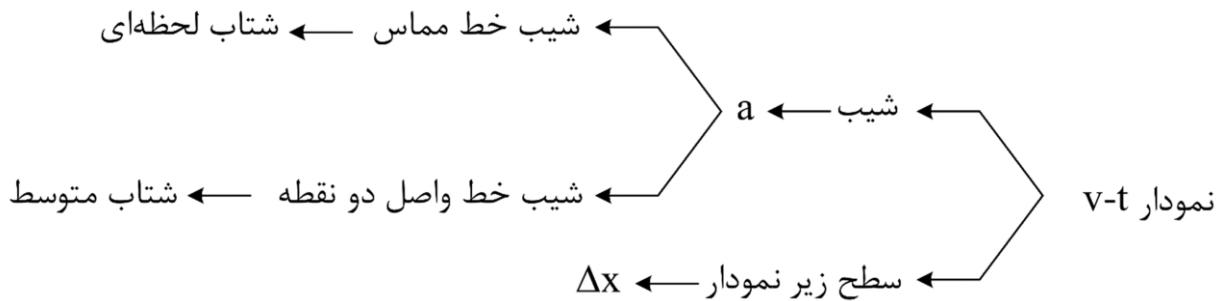 شیب خط مماس ← شتاب لحظه‌ای
شیب ← a
شیب خط واصل دو نقطه ← شتاب متوسط
نمودار v-t
سطح زیر نمودار ← Δx